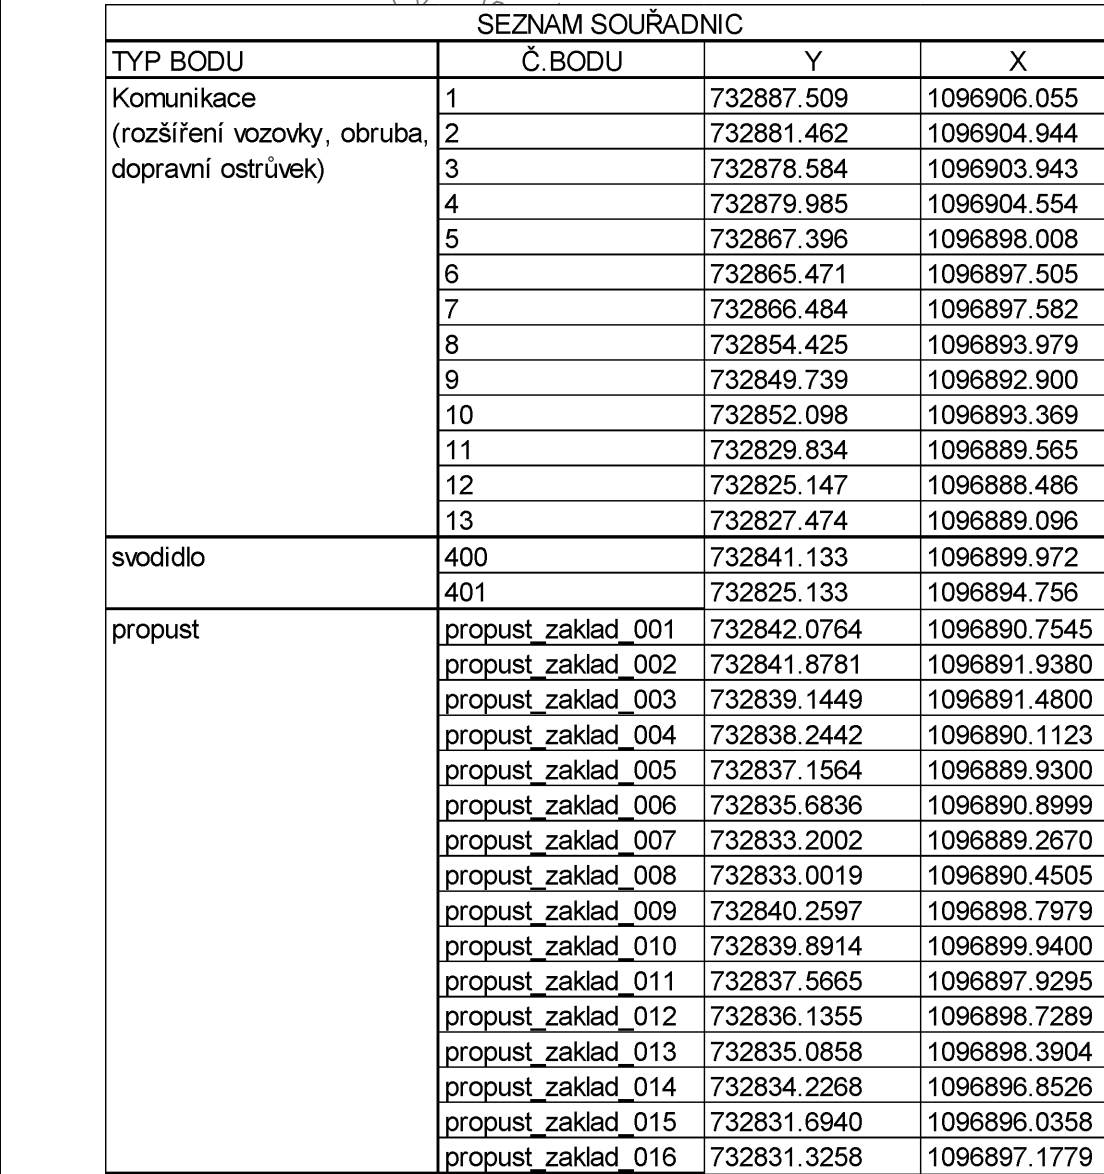 SEZNAM SOUŘADNIC
TYP BODU Č.BODU Y X
Komunikace 1 732887.509 1096906.055
(rozšíření vozovky, obruba, 2 732881.462 1096904.944
dopravní ostrůvek) 3 732878.584 1096903.943
4 732879.985 1096904.554
5 732867.396 1096898.008
6 732865.471 1096897.505
7 732866.484 1096897.582
8 732854.425 1096893.979
9 732849.739 1096892.900
10 732852.098 1096893.369
11 732829.834 1096889.565
12 732825.147 1096888.486
13 732827.474 1096889.096
svodidlo 400 732841.133 1096899.972
401 732825.133 1096894.756
propust propust_zaklad_001 732842.0764 1096890.7545
propust_zaklad_002 732841.8781 1096891.9380
propust_zaklad_003 732839.1449 1096891.4800
propust_zaklad_004 732838.2442 1096890.1123
propust_zaklad_005 732837.1564 1096889.9300
propust_zaklad_006 732835.6836 1096890.8999
propust_zaklad_007 732833.2002 1096889.2670
propust_zaklad_008 732833.0019 1096890.4505
propust_zaklad_009 732840.2597 1096898.7979
propust_zaklad_010 732839.8914 1096899.9400
propust_zaklad_011 732837.5665 1096897.9295
propust_zaklad_012 732836.1355 1096898.7289
propust_zaklad_013 732835.0858 1096898.3904
propust_zaklad_014 732834.2268 1096896.8526
propust_zaklad_015 732831.6940 1096896.0358
propust_zaklad_016 732831.3258 1096897.1779